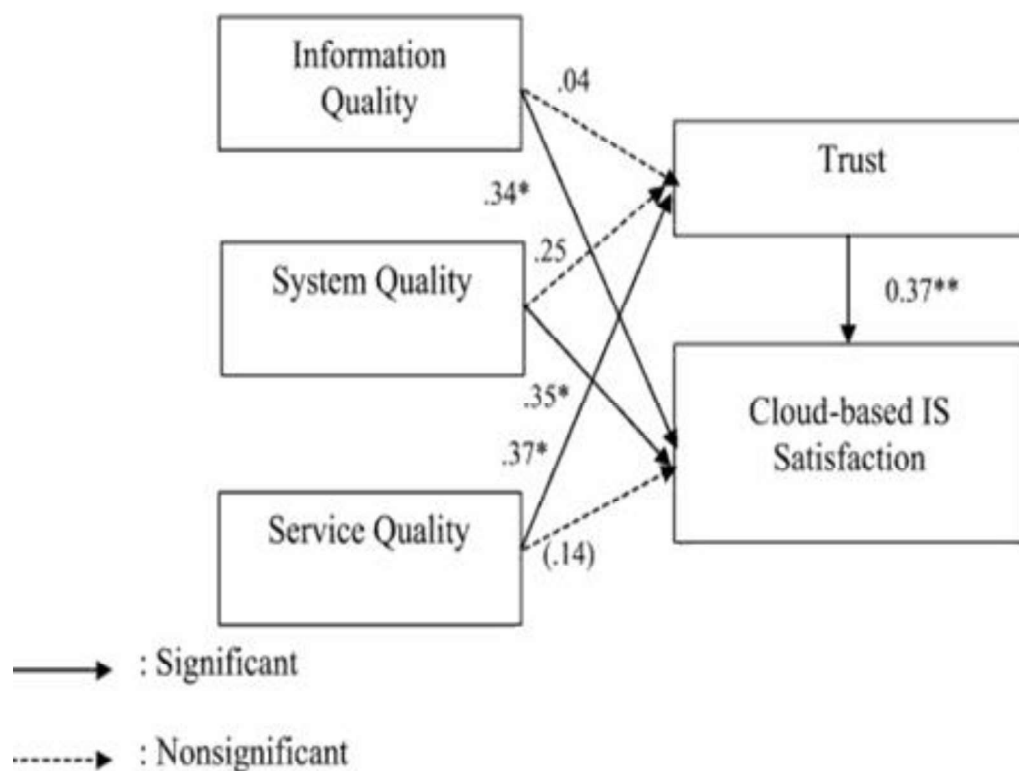 Information
Quality
.04
Trust
.34*
.25
System Quality
0.37**
.35*
Cloud-based IS
Satisfaction
.37*
Service Quality
(.14)
: Significant
: Nonsignificant